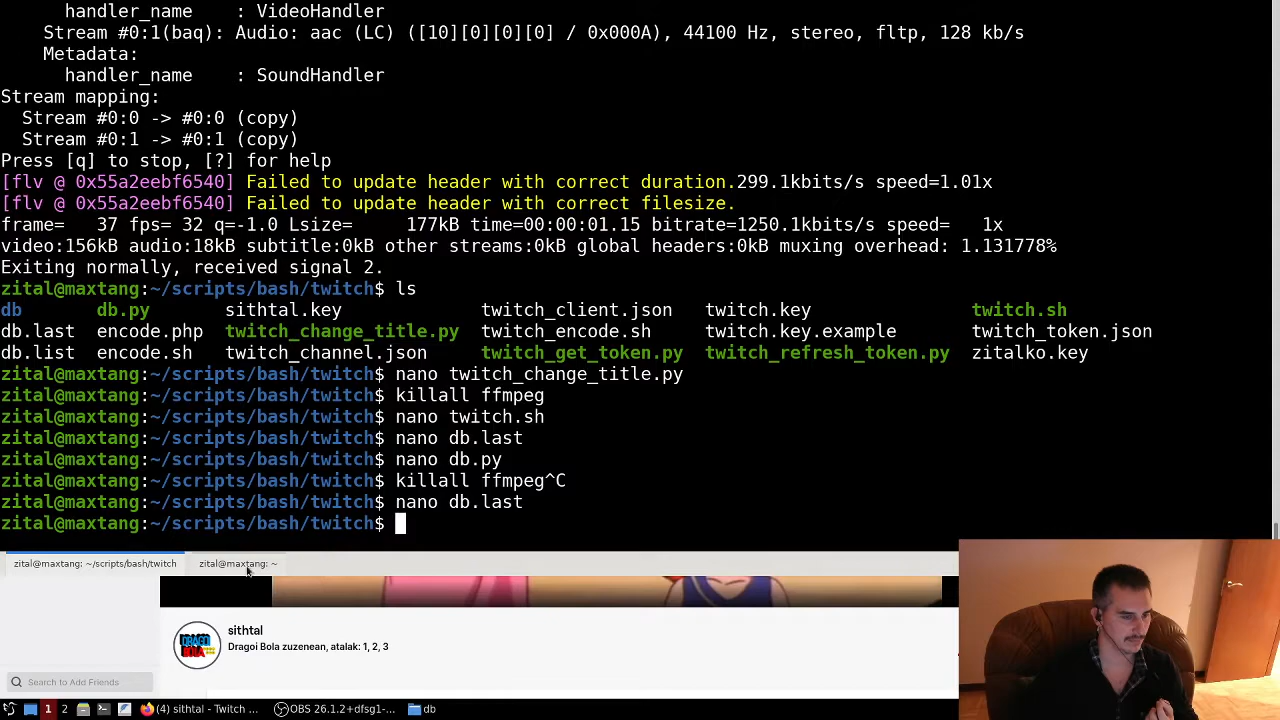 handler_name    : VideoHandler
    Stream #0:1(baq): Audio: aac (LC) ([10][0][0][0] / 0x000A), 44100 Hz, stereo, fltp, 128 kb/s
    Metadata:
      handler_name    : SoundHandler
Stream mapping:
  Stream #0:0 -> #0:0 (copy)
  Stream #0:1 -> #0:1 (copy)
Press [q] to stop, [?] for help
[flv @ 0x55a2eebf6540] Failed to update header with correct duration.299.1kbits/s speed=1.01x
[flv @ 0x55a2eebf6540] Failed to update header with correct filesize.
frame=   37 fps= 32 q=-1.0 Lsize=     177kB time=00:00:01.15 bitrate=1250.1kbits/s speed=   1x
video:156kB audio:18kB subtitle:0kB other streams:0kB global headers:0kB muxing overhead: 1.131778%
Exiting normally, received signal 2.
zital@maxtang:~/scripts/bash/twitch$ ls
db       db.py       sithtal.key             twitch_client.json   twitch.key               twitch.sh
db.last  encode.php  twitch_change_title.py  twitch_encode.sh     twitch.key.example       twitch_token.json
db.list  encode.sh   twitch_channel.json     twitch_get_token.py  twitch_refresh_token.py  zitalko.key
zital@maxtang:~/scripts/bash/twitch$ nano twitch_change_title.py
zital@maxtang:~/scripts/bash/twitch$ killall ffmpeg
zital@maxtang:~/scripts/bash/twitch$ nano twitch.sh
zital@maxtang:~/scripts/bash/twitch$ nano db.last
zital@maxtang:~/scripts/bash/twitch$ nano db.py
zital@maxtang:~/scripts/bash/twitch$ killall ffmpeg^C
zital@maxtang:~/scripts/bash/twitch$ nano db.last
zital@maxtang:~/scripts/bash/twitch$
zital@maxtang: ~/scripts/bash/twitch zital@maxtang: ~
sithtal
DRAGOI
BOLA
Dragoi Bola zuzenean, atalak: 1, 2, 3
Search to Add Friends
1 2 (4) sithtal - Twitch ... OBS 26.1.2+dfsg1-... db